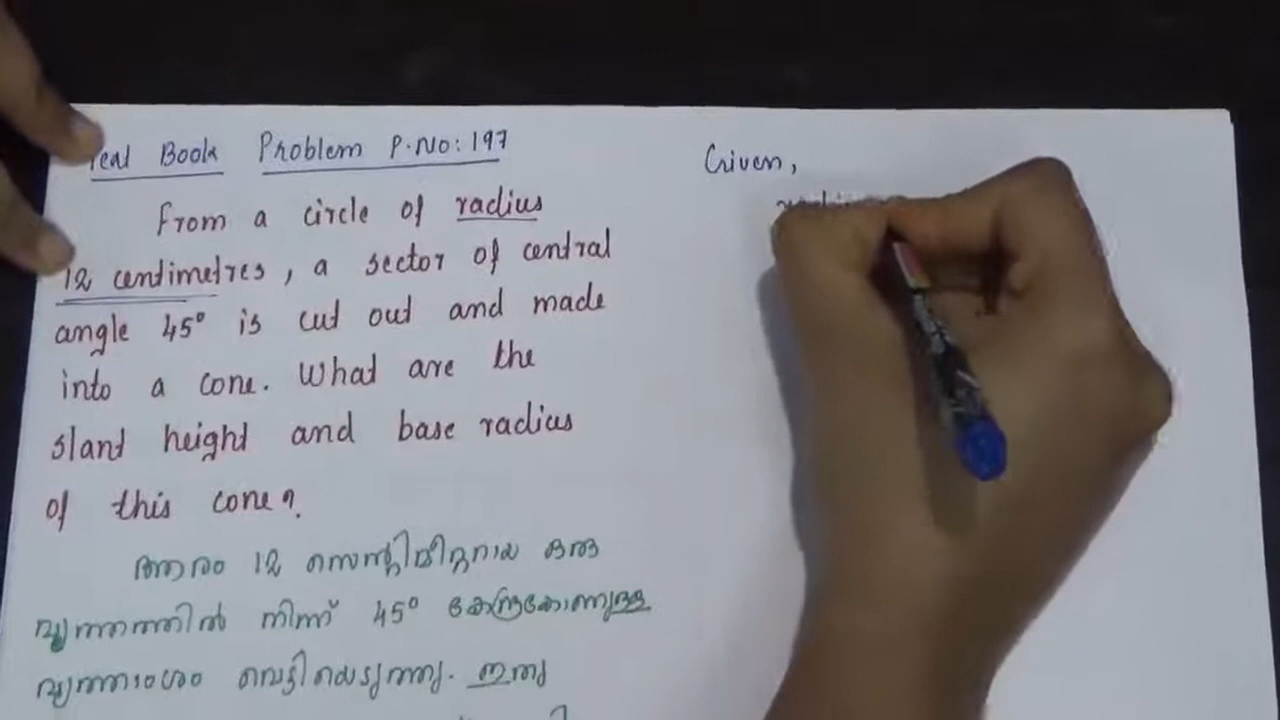 Book Problem P.No: 197
From a circle of radius
12 centimetres, a sector of central
angle 45° is cut out and made
into a cone. What are the
slant height and base radius
of this cone?
ആരം 12 സെന്റിമീറ്ററായ ഒരു
വൃത്തത്തിൽ നിന്ന് 45° കേന്ദ്രകോണുള്ള
വൃത്താംശം വെട്ടിയെടുത്തു. ഇതു
Given,